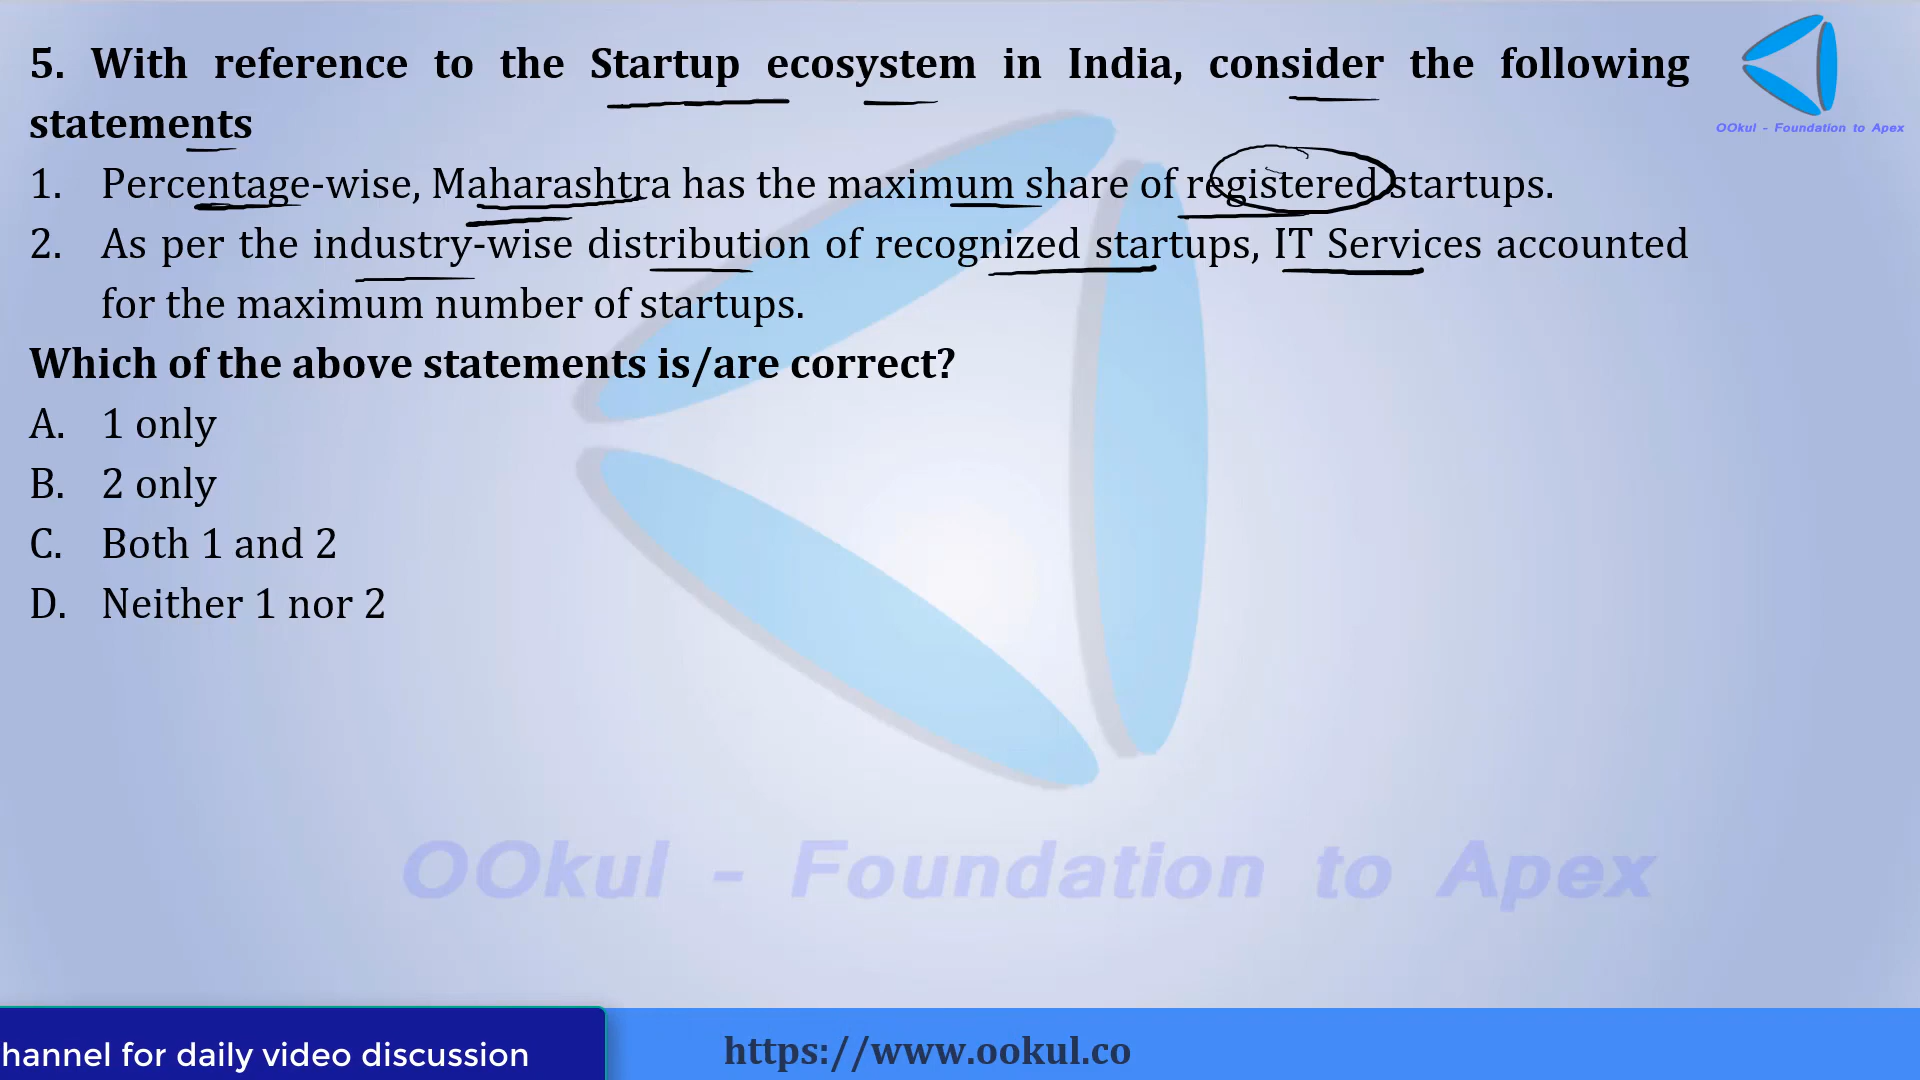 5. With reference to the Startup ecosystem in India, consider the following
statements
1. Percentage-wise, Maharashtra has the maximum share of registered startups.
2. As per the industry-wise distribution of recognized startups, IT Services accounted
for the maximum number of startups.
Which of the above statements is/are correct?
A. 1 only
B. 2 only
C. Both 1 and 2
D. Neither 1 nor 2
OOkul - Foundation to Apex
OOkul - Foundation to Apex
hannel for daily video discussion
https://www.ookul.co